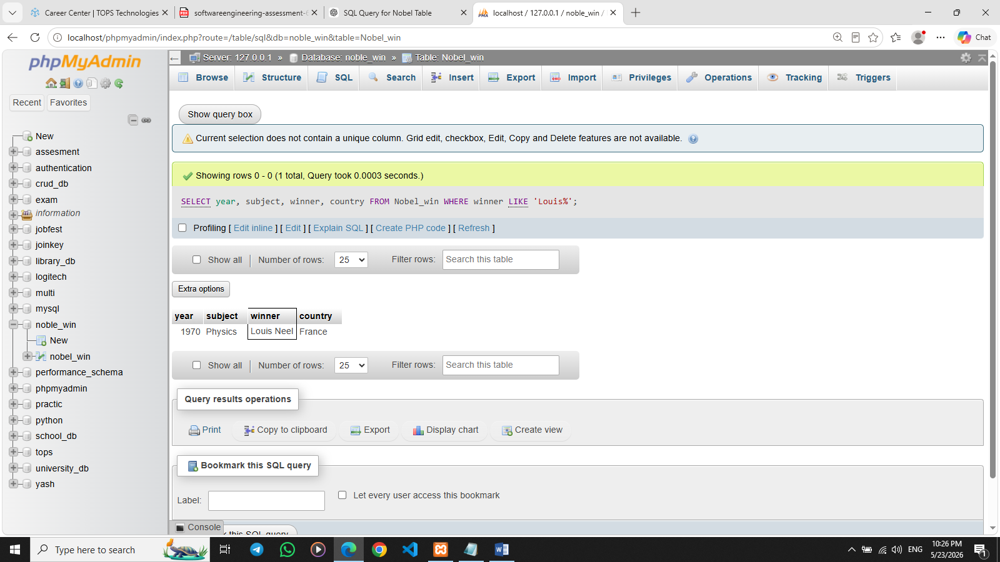 Career Center | TOPS Technologies
softwareengineering-assessment-
SQL Query for Nobel Table
localhost / 127.0.0.1 / noble_win /
localhost/phpmyadmin/index.php?route=/table/sql&db=noble_win&table=Nobel_win
Chat
phpMyAdmin
Recent
Favorites
New
assesment
authentication
crud_db
exam
information
jobfest
joinkey
library_db
logitech
multi
mysql
noble_win
New
nobel_win
performance_schema
phpmyadmin
practic
python
school_db
tops
university_db
yash
Server: 127.0.0.1 » Database: noble_win » Table: Nobel_win
Browse Structure SQL Search Insert Export Import Privileges Operations Tracking Triggers
Show query box
Current selection does not contain a unique column. Grid edit, checkbox, Edit, Copy and Delete features are not available.
Showing rows 0 - 0 (1 total, Query took 0.0003 seconds.)
SELECT year, subject, winner, country FROM Nobel_win WHERE winner LIKE 'Louis%';
Profiling [ Edit inline ] [ Edit ] [ Explain SQL ] [ Create PHP code ] [ Refresh ]
Show all | Number of rows: 25 Filter rows: Search this table
Extra options
year subject winner country
1970 Physics Louis Neel France
Show all | Number of rows: 25 Filter rows: Search this table
Query results operations
Print Copy to clipboard Export Display chart Create view
Bookmark this SQL query
Label:
Let every user access this bookmark
Console
this SQL query
Type here to search
ENG
10:26 PM
5/23/2026
1